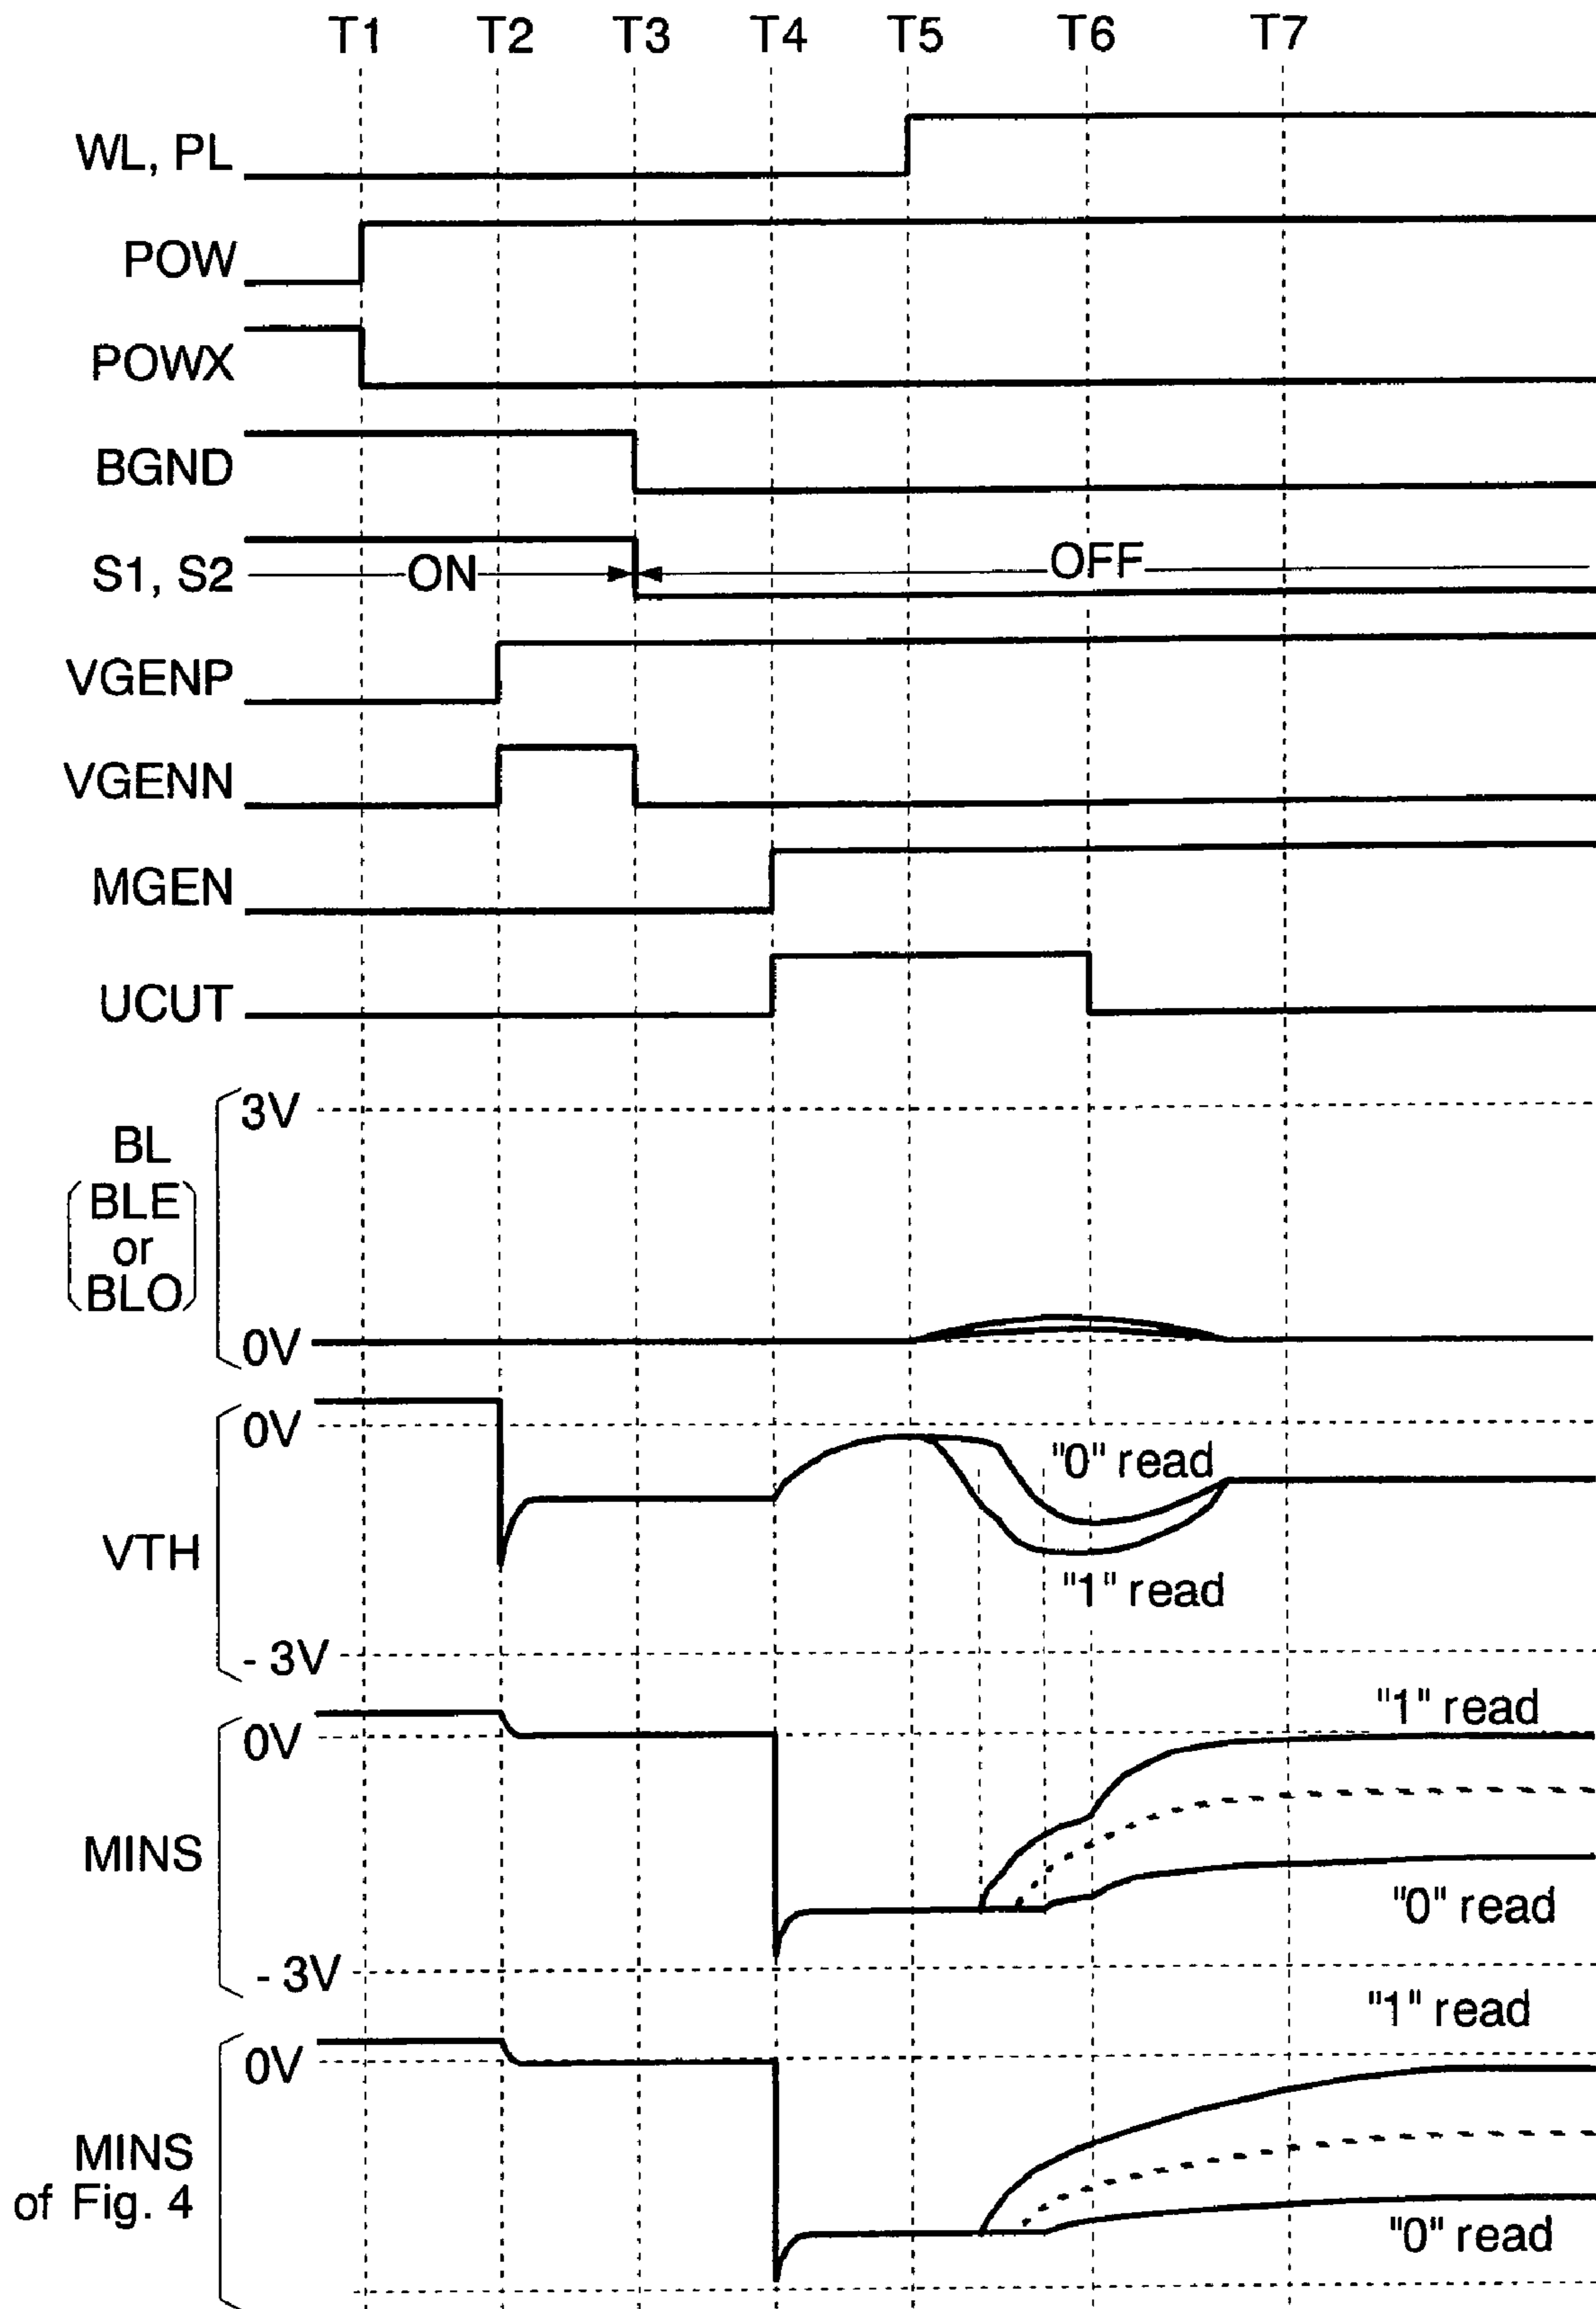 T1 T2 T3 T4 T5 T6 T7
WL, PL
POW
POWX
BGND
S1, S2 ON OFF
VGENP
VGENN
MGEN
UCUT
3V
BL
BLE
or
BLO
0V
0V
"0" read
VTH
"1" read
- 3V
"1" read
0V
MINS
"0" read
- 3V
"1" read
0V
MINS
of Fig. 4
"0" read